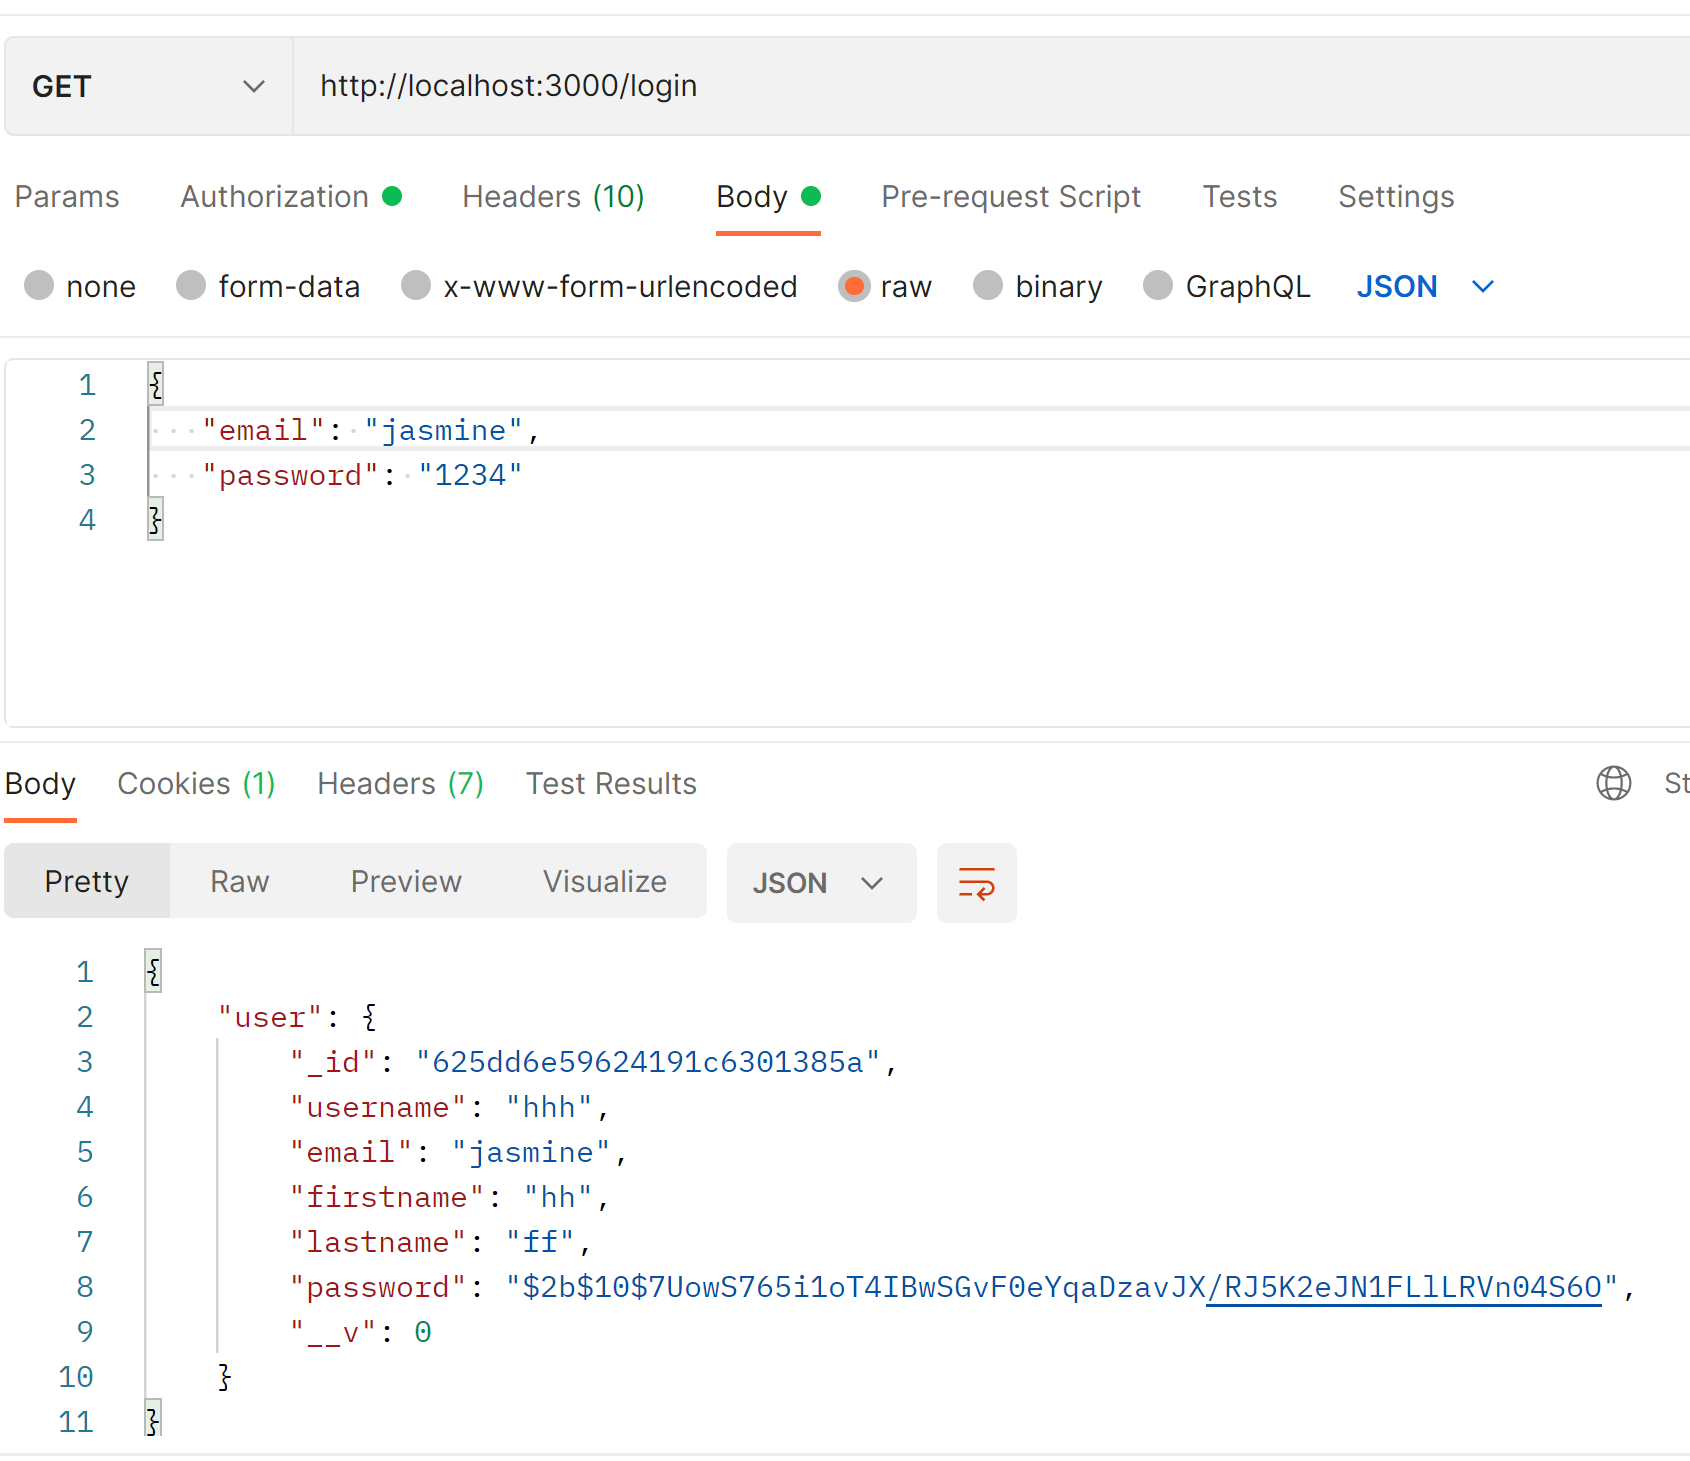 GET http://localhost:3000/login
Params Authorization Headers (10) Body Pre-request Script Tests Settings
none form-data x-www-form-urlencoded raw binary GraphQL JSON
1 {
2 "email": "jasmine",
3 "password": "1234"
4 }
Body Cookies (1) Headers (7) Test Results St
Pretty Raw Preview Visualize JSON
1 {
2 "user": {
3 "_id": "625dd6e59624191c6301385a",
4 "username": "hhh",
5 "email": "jasmine",
6 "firstname": "hh",
7 "lastname": "ff",
8 "password": "$2b$10$7UowS765i1oT4IBwSGvF0eYqaDzavJX/RJ5K2eJN1FLlLRVn04S6O",
9 "__v": 0
10 }
11 }